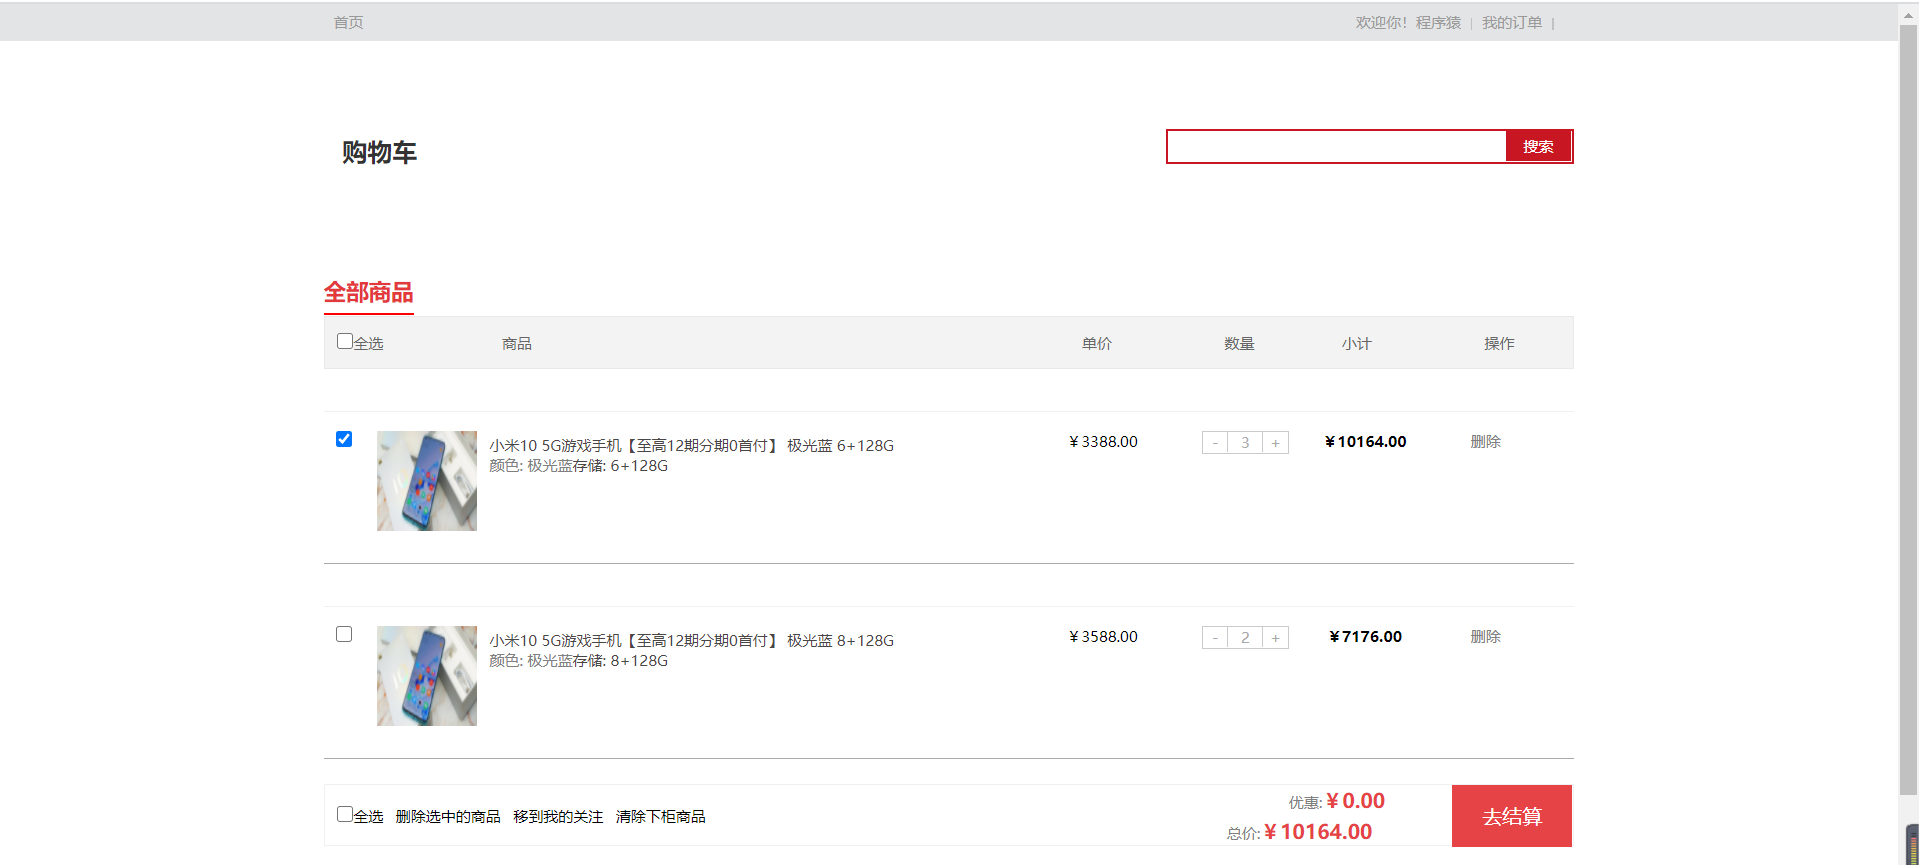 首页
欢迎你！程序猿 | 我的订单 |
购物车
搜索
全部商品
全选 商品 单价 数量 小计 操作
小米10 5G游戏手机【至高12期分期0首付】 极光蓝 6+128G ¥3388.00 - 3 + ¥10164.00 删除
颜色: 极光蓝存储: 6+128G
小米10 5G游戏手机【至高12期分期0首付】 极光蓝 8+128G ¥3588.00 - 2 + ¥7176.00 删除
颜色: 极光蓝存储: 8+128G
全选 删除选中的商品 移到我的关注 清除下柜商品
优惠: ¥0.00
总价: ¥10164.00
去结算